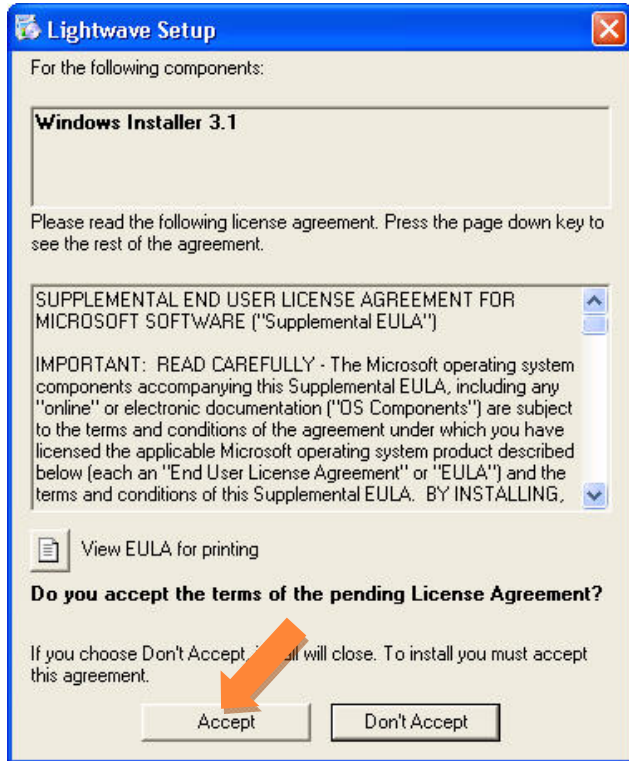 Lightwave Setup
For the following components:
Windows Installer 3.1
Please read the following license agreement. Press the page down key to
see the rest of the agreement.
SUPPLEMENTAL END USER LICENSE AGREEMENT FOR
MICROSOFT SOFTWARE ("Supplemental EULA")
IMPORTANT: READ CAREFULLY - The Microsoft operating system
components accompanying this Supplemental EULA, including any
"online" or electronic documentation ("OS Components") are subject
to the terms and conditions of the agreement under which you have
licensed the applicable Microsoft operating system product described
below (each an "End User License Agreement" or "EULA") and the
terms and conditions of this Supplemental EULA. BY INSTALLING,
View EULA for printing
Do you accept the terms of the pending License Agreement?
If you choose Don't Accept, will close. To install you must accept
this agreement.
Accept
Don't Accept